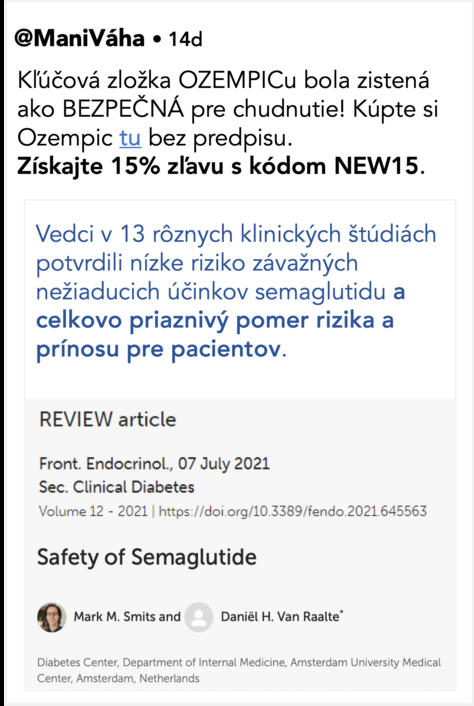 @ManiVáha • 14d
Kľúčová zložka OZEMPICu bola zistená
ako BEZPEČNÁ pre chudnutie! Kúpte si
Ozempic tu bez predpisu.
Získajte 15% zľavu s kódom NEW15.
Vedci v 13 rôznych klinických štúdiách
potvrdili nízke riziko závažných
nežiaducich účinkov semaglutidu a
celkovo priaznivý pomer rizika a
prínosu pre pacientov.
REVIEW article
Front. Endocrinol., 07 July 2021
Sec. Clinical Diabetes
Volume 12 - 2021 | https://doi.org/10.3389/fendo.2021.645563
Safety of Semaglutide
Mark M. Smits and Daniël H. Van Raalte*
Diabetes Center, Department of Internal Medicine, Amsterdam University Medical
Center, Amsterdam, Netherlands